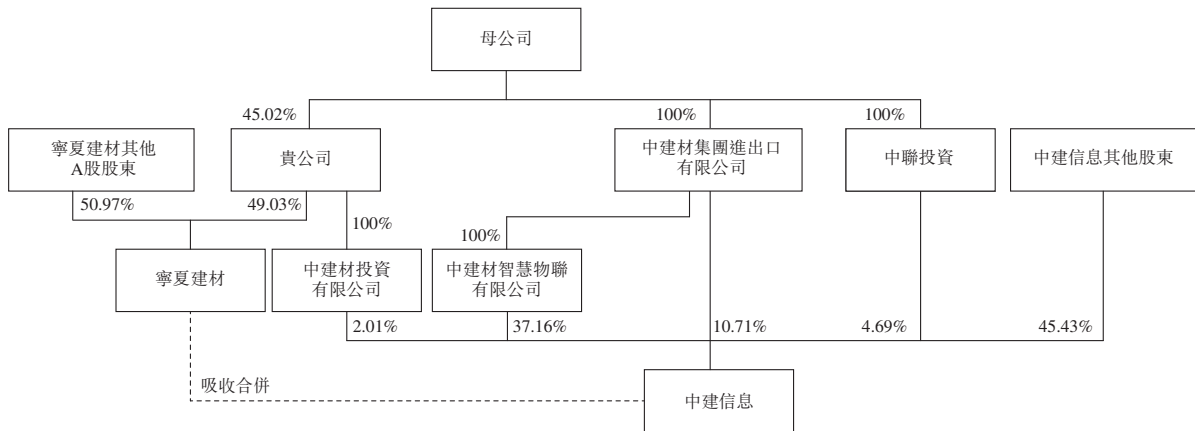 母公司
45.02%
100%
100%
寧夏建材其他
A股股東
貴公司
中建材集團進出口
有限公司
中聯投資
中建信息其他股東
50.97%
49.03%
100%
100%
寧夏建材
中建材投資
有限公司
中建材智慧物聯
有限公司
2.01%
37.16%
10.71%
4.69%
45.43%
吸收合併
中建信息